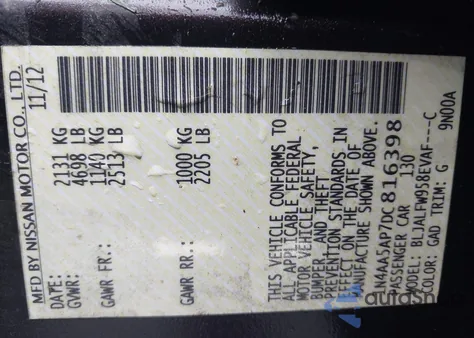 MFD BY NISSAN MOTOR CO., LTD.
DATE: 11/12
GVWR: 2131 KG
4698 LB
GAWR FR: 1140 KG
2513 LB
GAWR RR: 1000 KG
2205 LB
THIS VEHICLE CONFORMS TO
ALL APPLICABLE FEDERAL
MOTOR VEHICLE SAFETY,
BUMPER, AND THEFT
PREVENTION STANDARDS IN
EFFECT ON THE DATE OF
MANUFACTURE SHOWN ABOVE.
1N4AA5AP7DC816398
PASSENGER CAR 130
MODEL: BLJALFW958EVAF---C
COLOR: GAD TRIM: G 9N00A